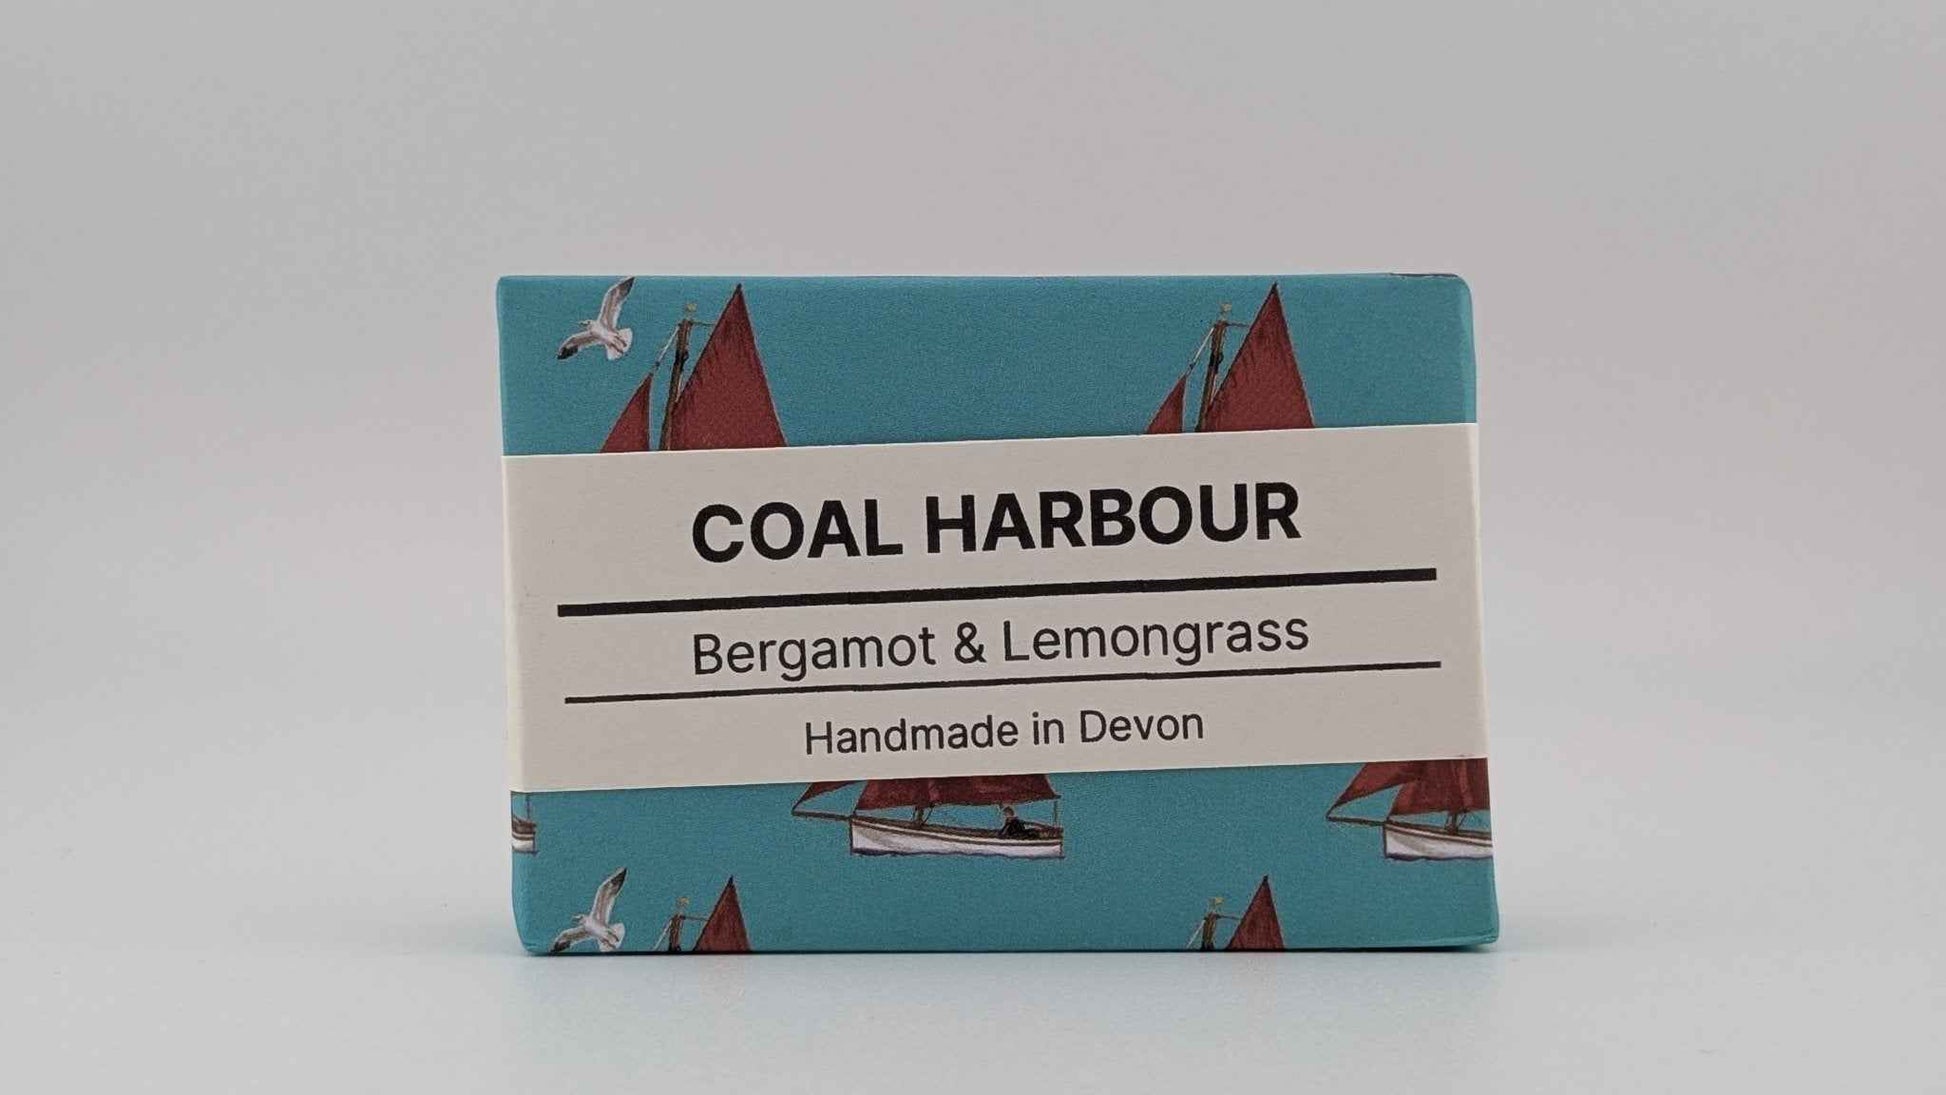 COAL HARBOUR
Bergamot & Lemongrass
Handmade in Devon